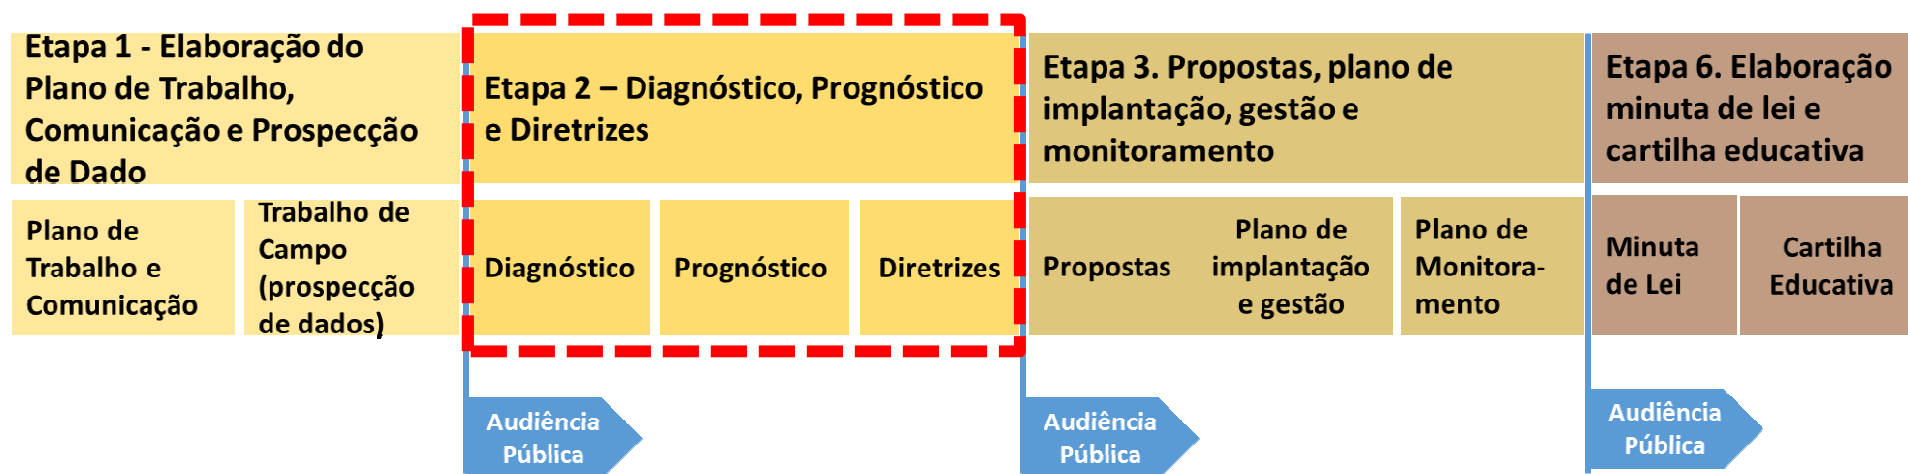 Etapa 1 - Elaboração do
Plano de Trabalho,
Comunicação e Prospecção
de Dado
Etapa 2 – Diagnóstico, Prognóstico
e Diretrizes
Etapa 3. Propostas, plano de
implantação, gestão e
monitoramento
Etapa 6. Elaboração
minuta de lei e
cartilha educativa
Plano de
Trabalho e
Comunicação
Trabalho de
Campo
(prospecção
de dados)
Diagnóstico
Prognóstico
Diretrizes
Propostas
Plano de
implantação
e gestão
Plano de
Monitora-
mento
Minuta
de Lei
Cartilha
Educativa
Audiência
Pública
Audiência
Pública
Audiência
Pública